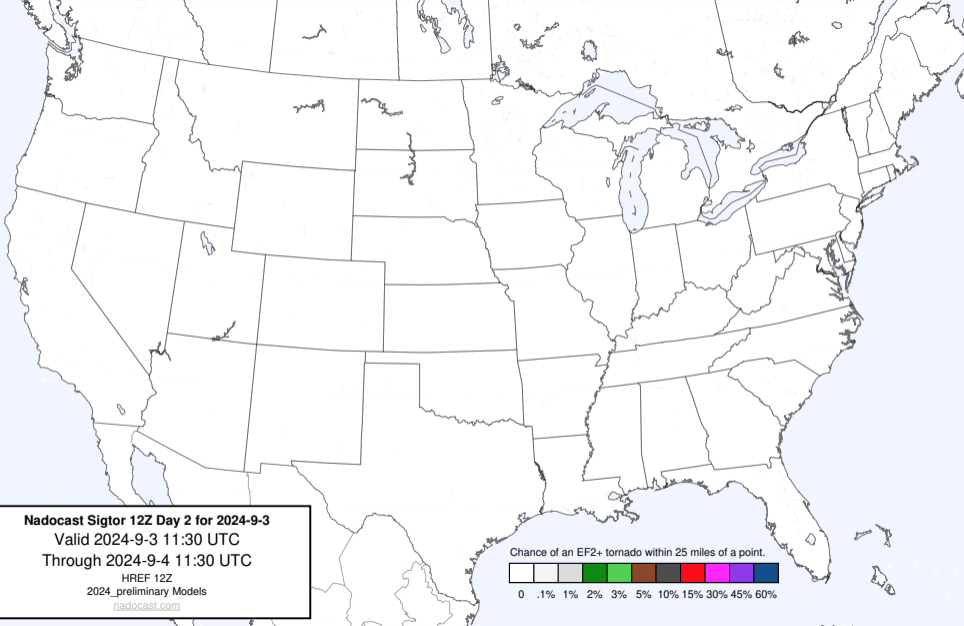 Nadocast Sigtor 12Z Day 2 for 2024-9-3
Valid 2024-9-3 11:30 UTC
Through 2024-9-4 11:30 UTC
HREF 12Z
2024_preliminary Models
nadocast.com
Chance of an EF2+ tornado within 25 miles of a point.
0 .1% 1% 2% 3% 5% 10% 15% 30% 45% 60%